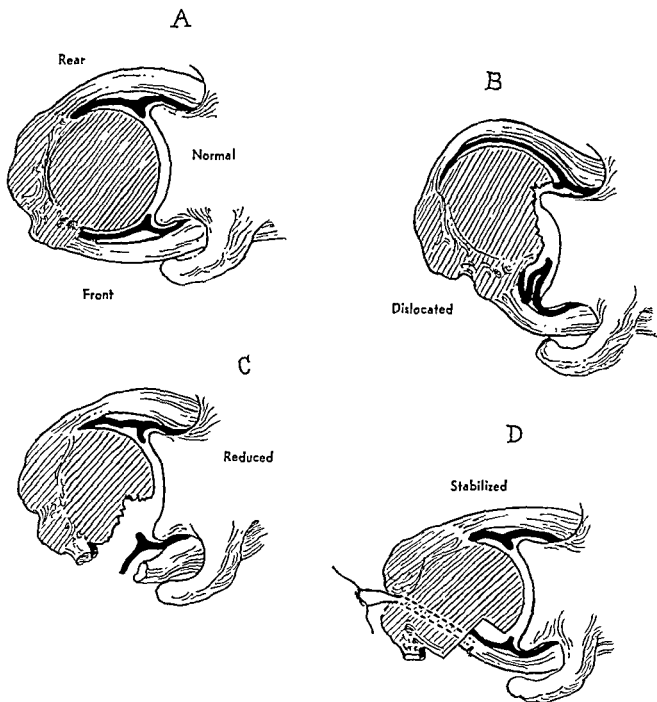 A
Rear
Normal
Front
B
Dislocated
C
Reduced
D
Stabilized